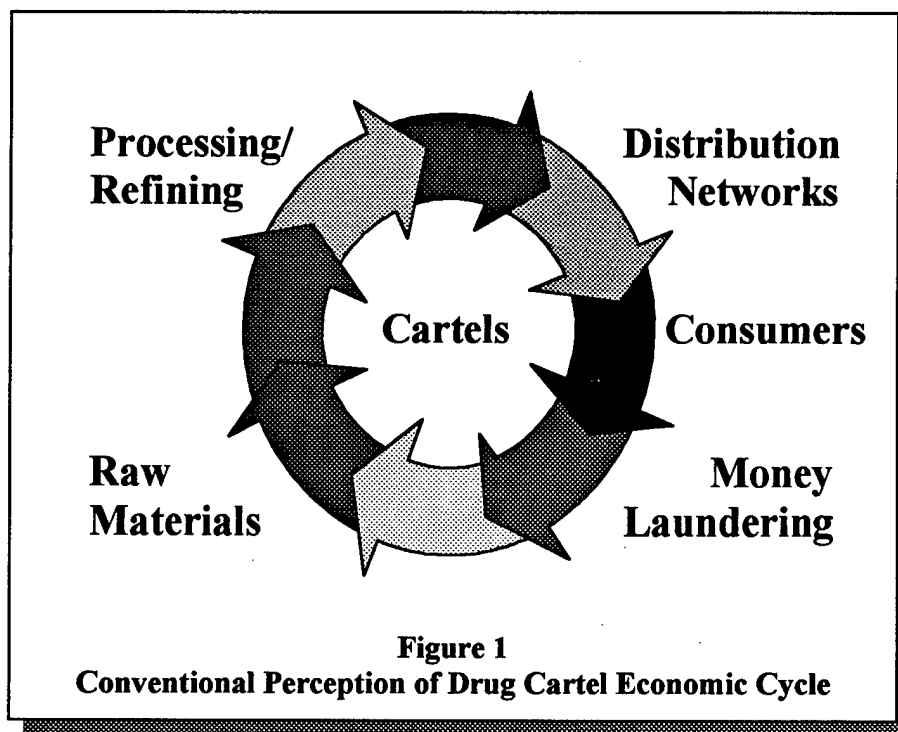 Processing/
Refining
Distribution
Networks
Cartels
Consumers
Raw
Materials
Money
Laundering
Figure 1
Conventional Perception of Drug Cartel Economic Cycle